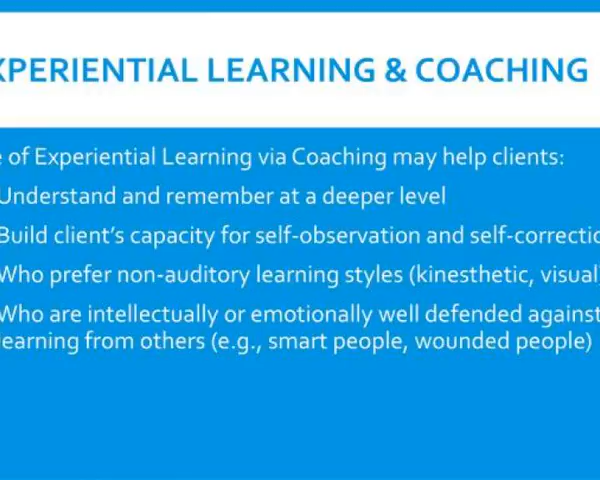 XPERIENTIAL LEARNING & COACHING
e of Experiential Learning via Coaching may help clients:
Understand and remember at a deeper level
Build client's capacity for self-observation and self-correctio
Who prefer non-auditory learning styles (kinesthetic, visual)
Who are intellectually or emotionally well defended against
learning from others (e.g., smart people, wounded people)